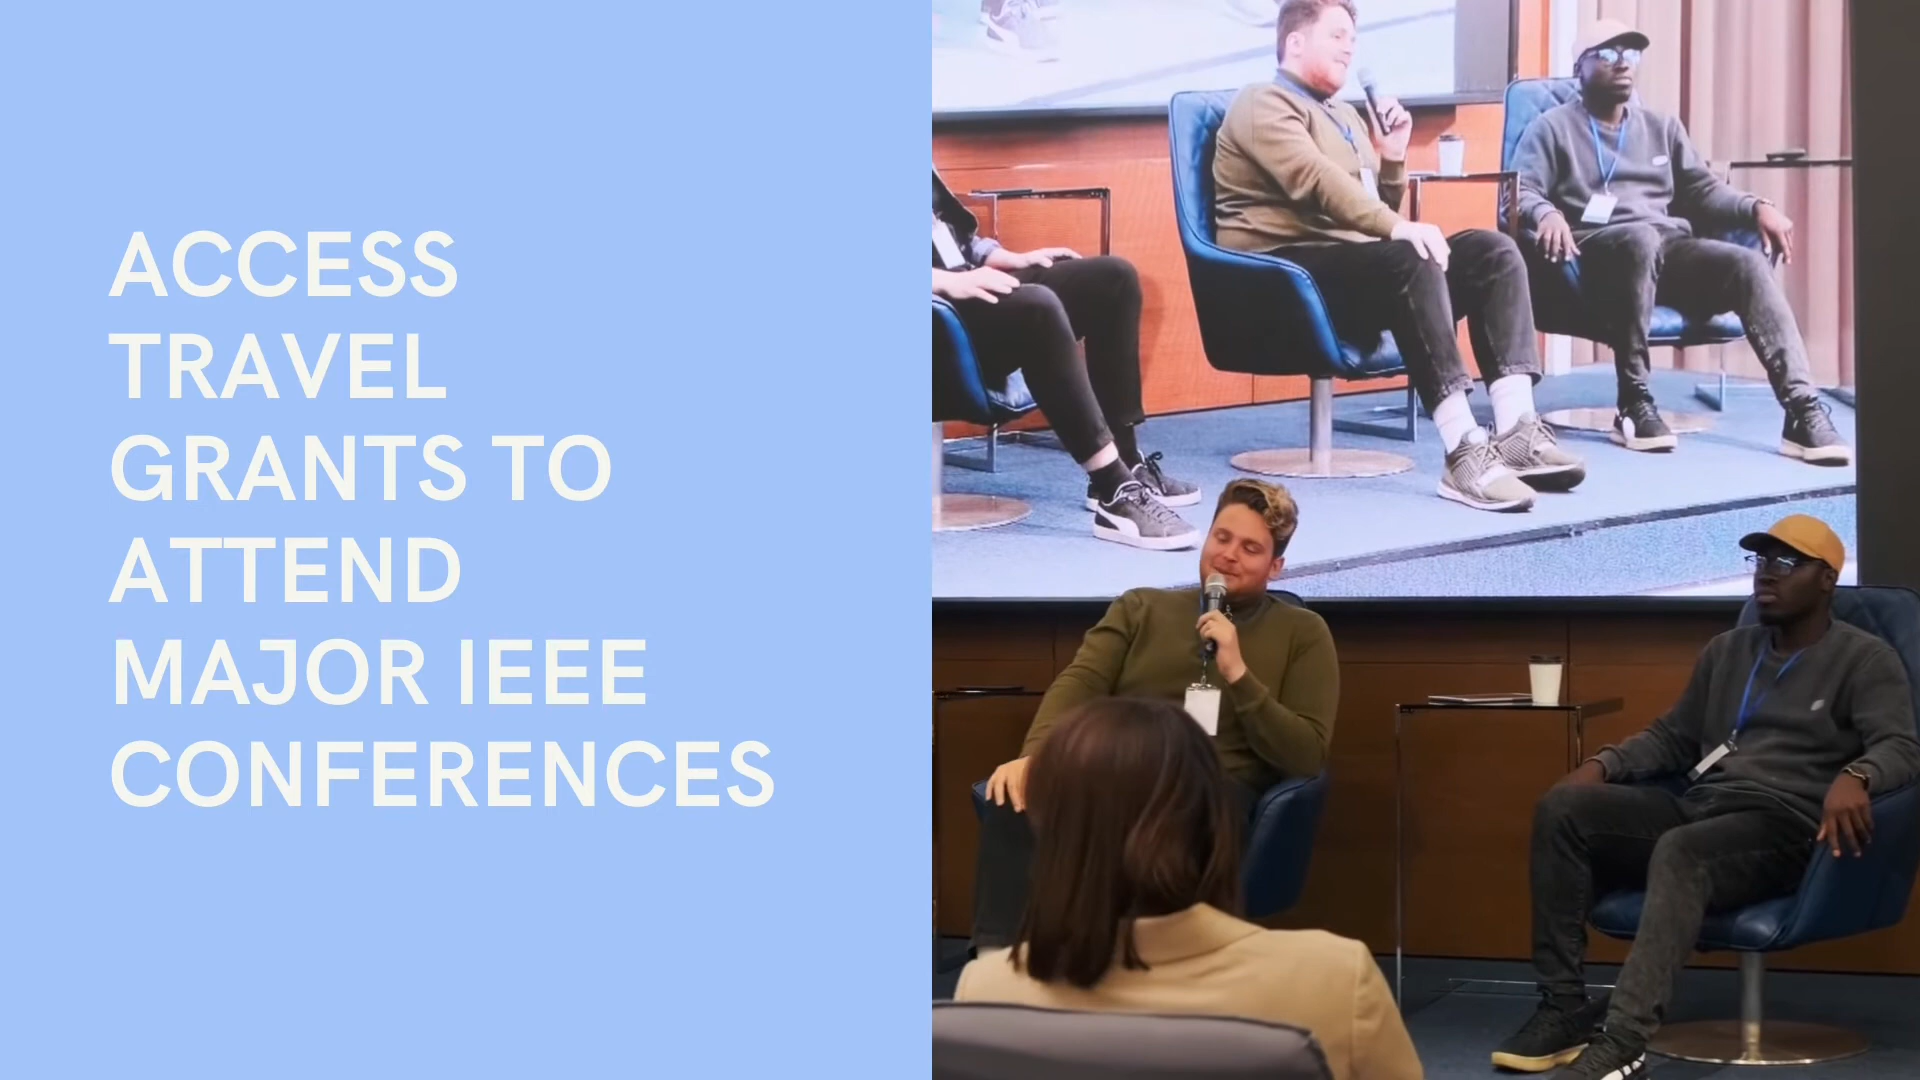 ACCESS
TRAVEL
GRANTS TO
ATTEND
MAJOR IEEE
CONFERENCES